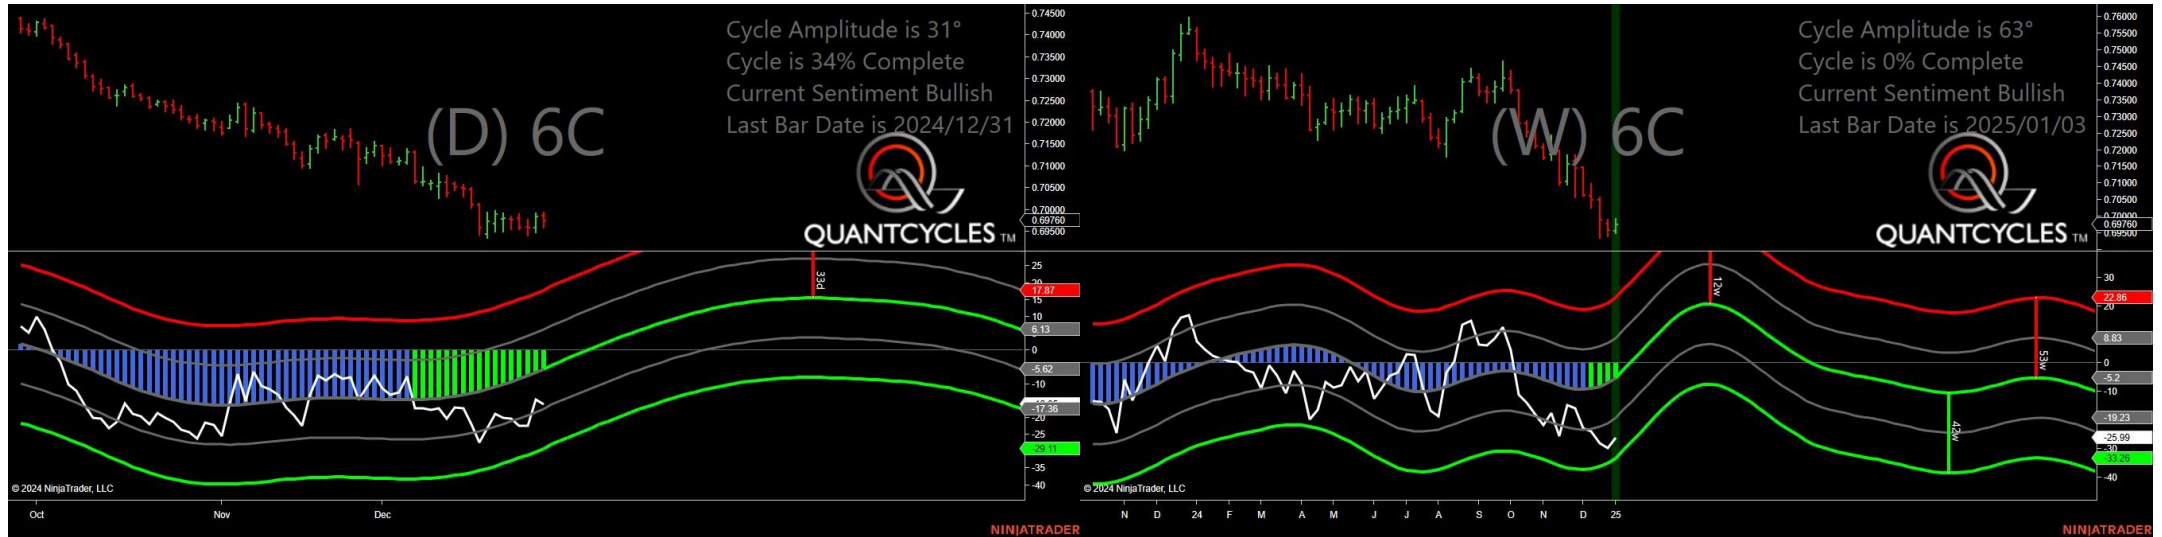 Cycle Amplitude is 31°
Cycle is 34% Complete
Current Sentiment Bullish
Last Bar Date is 2024/12/31
(D) 6C
QUANTCYCLES TM
0.74500
0.74000
0.73500
0.73000
0.72500
0.72000
0.71500
0.71000
0.70500
0.70000
0.69760
0.69500
33d
25
17.87
15
10
6.13
0
-5.62
-10
-17.36
-20
-25
-29.11
-35
-40
© 2024 NinjaTrader, LLC
Oct Nov Dec
NINJATRADER
Cycle Amplitude is 63°
Cycle is 0% Complete
Current Sentiment Bullish
Last Bar Date is 2025/01/03
(W) 6C
QUANTCYCLES TM
0.76000
0.75500
0.75000
0.74500
0.74000
0.73500
0.73000
0.72500
0.72000
0.71500
0.71000
0.70500
0.70000
0.69760
0.69500
12w
53w
42w
30
22.86
20
8.83
0
-5.2
-10
-19.23
-25.99
-30
-33.26
-40
© 2024 NinjaTrader, LLC
N D 24 F M A M J J A S O N D 25
NINJATRADER